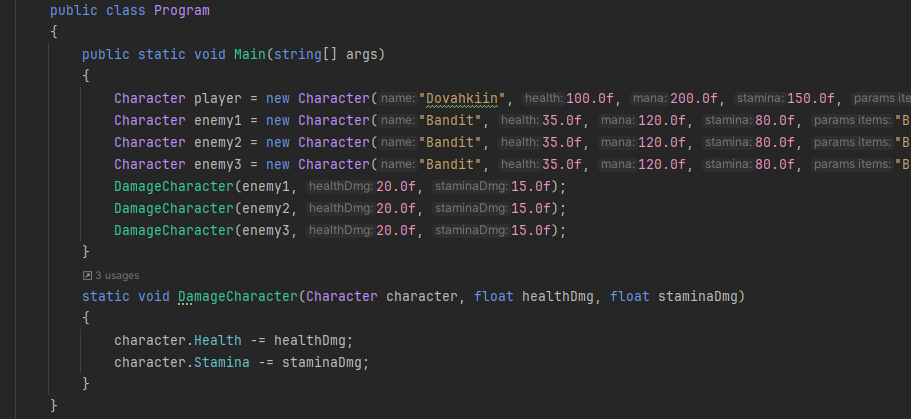 public class Program
{
public static void Main(string[] args)
{
Character player = new Character( name: "Dovahkiin", health: 100.0f, mana: 200.0f, stamina: 150.0f, params it
Character enemy1 = new Character( name: "Bandit", health: 35.0f, mana: 120.0f, stamina: 80.0f, params items: "B
Character enemy2 = new Character( name: "Bandit", health: 35.0f, mana: 120.0f, stamina: 80.0f, params items: "B
Character enemy3 = new Character( name: "Bandit", health: 35.0f, mana: 120.0f, stamina: 80.0f, params items: "B
DamageCharacter(enemy1, healthDmg: 20.0f, staminaDmg: 15.0f);
DamageCharacter(enemy2, healthDmg: 20.0f, staminaDmg: 15.0f);
DamageCharacter(enemy3, healthDmg: 20.0f, staminaDmg: 15.0f);
}
3 usages
static void DamageCharacter(Character character, float healthDmg, float staminaDmg)
{
character.Health -= healthDmg;
character.Stamina -= staminaDmg;
}
}